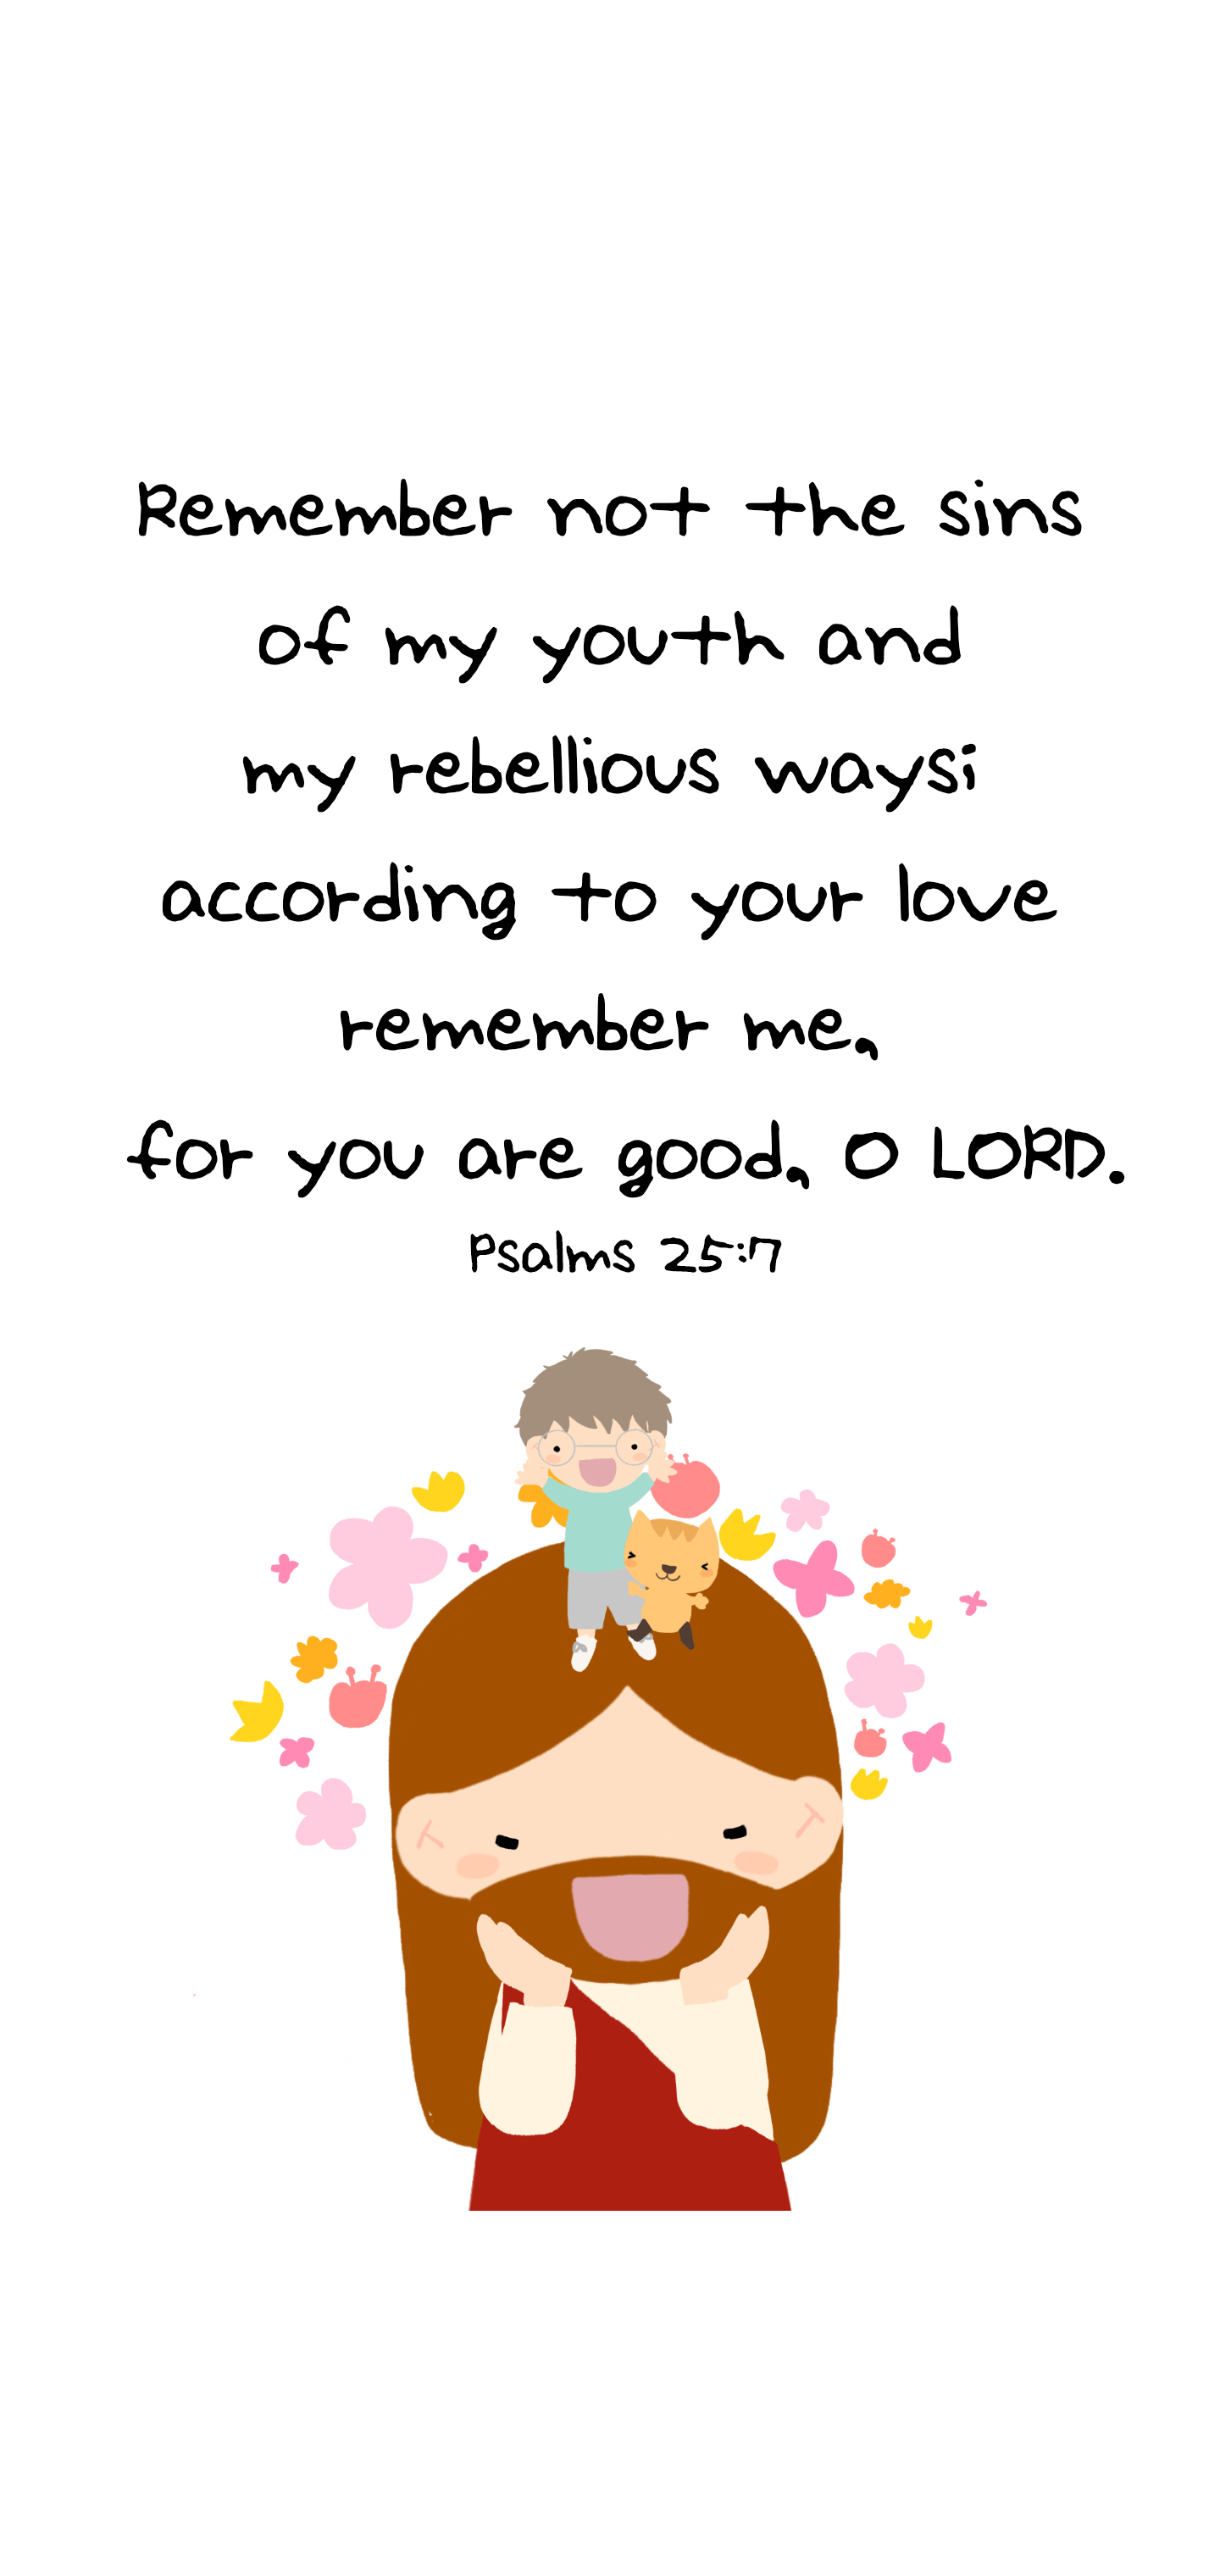 Remember not the sins
of my youth and
my rebellious waysi
according to your love
remember me,
for you are good, O LORD.
Psalms 25:7